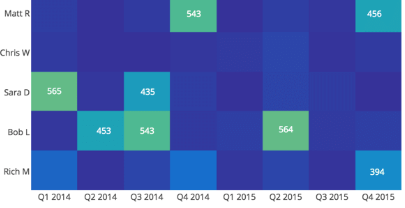 Matt R 543 456
Chris W
Sara D 565 435
Bob L 453 543 564
Rich M 394
Q1 2014 Q2 2014 Q3 2014 Q4 2014 Q1 2015 Q2 2015 Q3 2015 Q4 2015